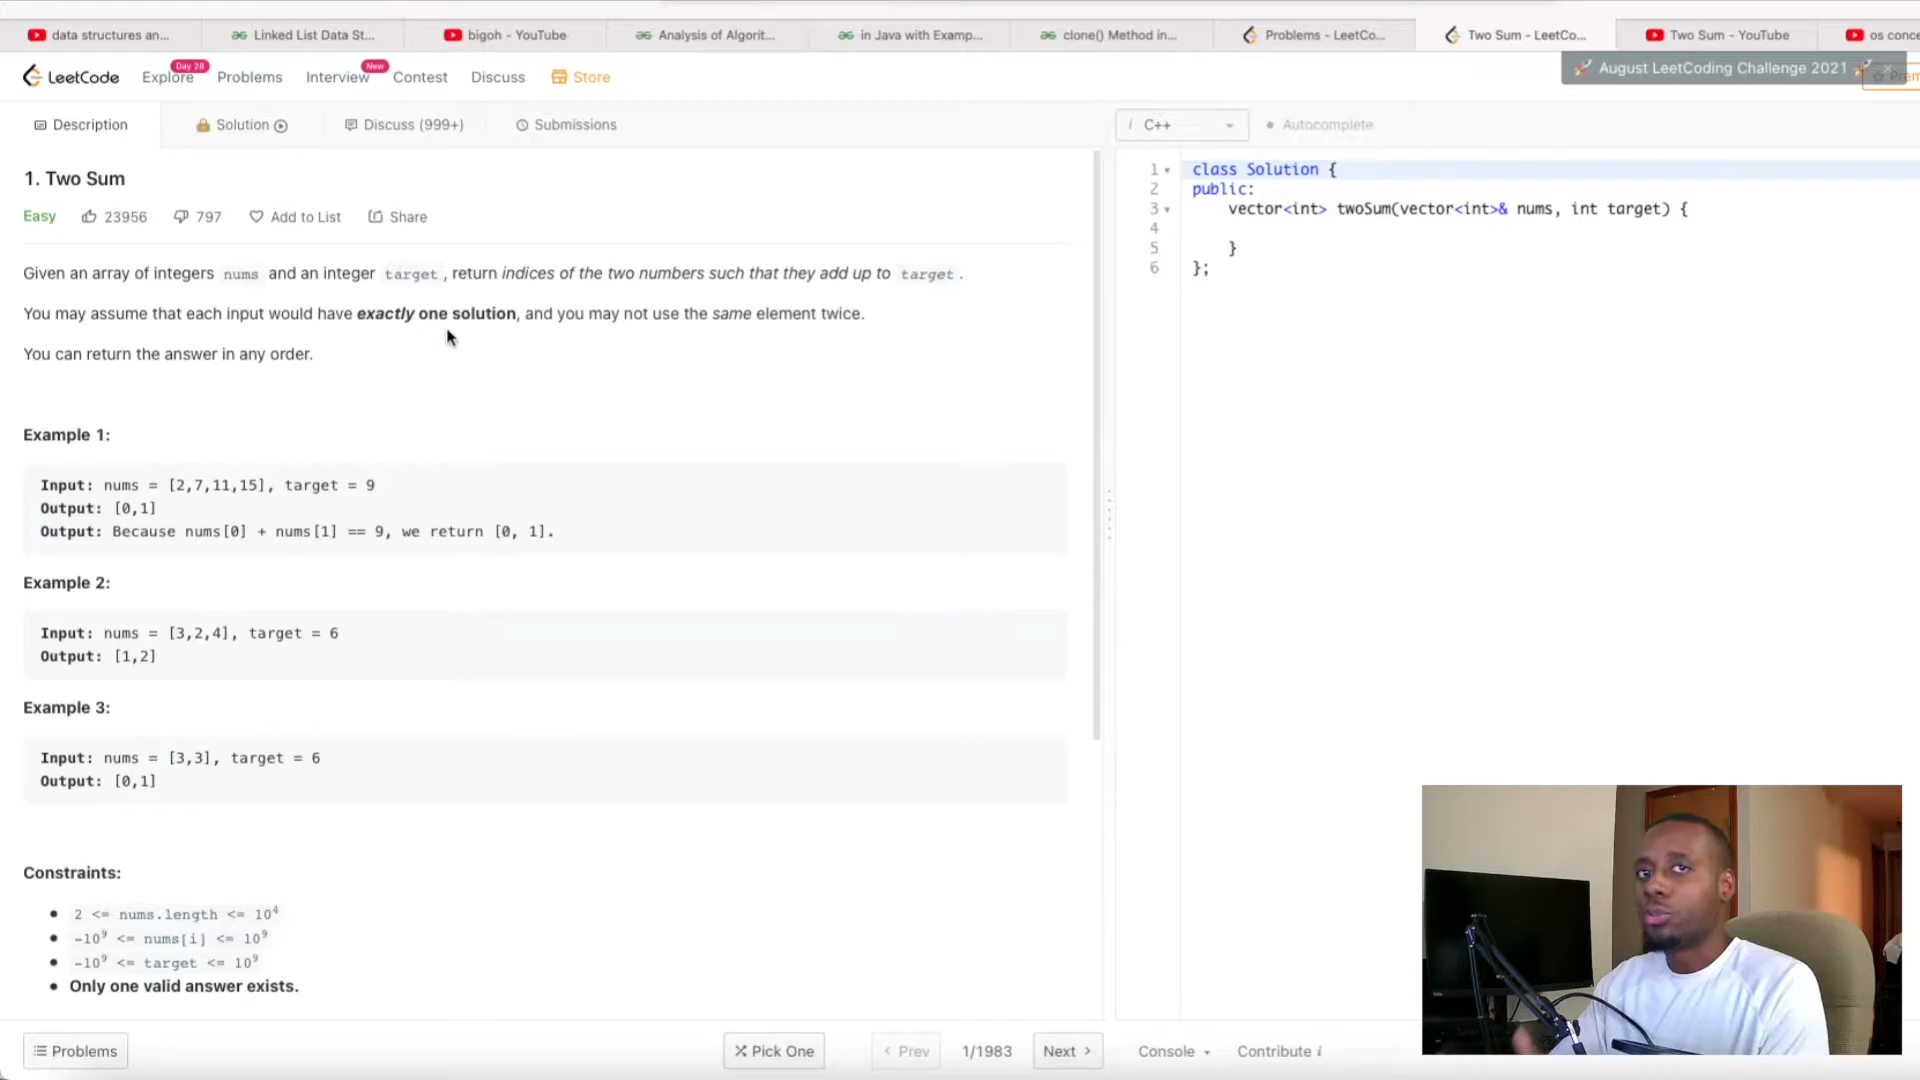 data structures an...
Linked List Data St...
bigoh - YouTube
Analysis of Algorit...
in Java with Examp...
clone() Method in...
Problems - LeetCo...
Two Sum - LeetCo...
Two Sum - YouTube
os conce
LeetCode
Explore
Day 28
Problems
Interview
New
Contest
Discuss
Store
August LeetCoding Challenge 2021
Prem
Description
Solution
Discuss (999+)
Submissions
i C++
Autocomplete
1. Two Sum
Easy 23956 797 Add to List Share
Given an array of integers nums and an integer target, return indices of the two numbers such that they add up to target.
You may assume that each input would have exactly one solution, and you may not use the same element twice.
You can return the answer in any order.
Example 1:
Input: nums = [2,7,11,15], target = 9
Output: [0,1]
Output: Because nums[0] + nums[1] == 9, we return [0, 1].
Example 2:
Input: nums = [3,2,4], target = 6
Output: [1,2]
Example 3:
Input: nums = [3,3], target = 6
Output: [0,1]
Constraints:
2 <= nums.length <= 10⁴
-10⁹ <= nums[i] <= 10⁹
-10⁹ <= target <= 10⁹
Only one valid answer exists.
1 class Solution {
2 public:
3 vector<int> twoSum(vector<int>& nums, int target) {
4
5 }
6 };
Problems
Pick One
< Prev
1/1983
Next >
Console
Contribute i